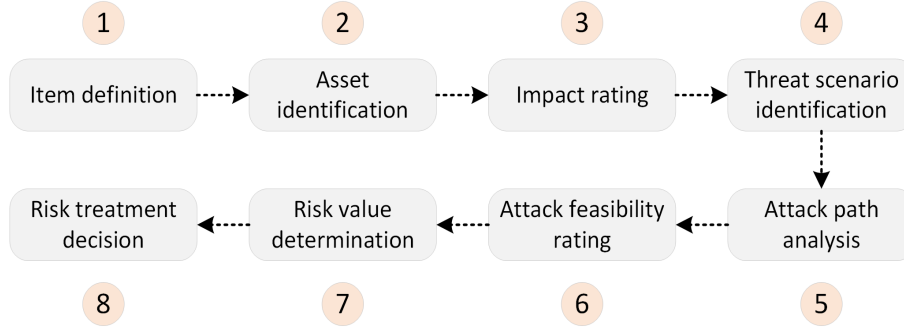 1
2
3
4
Item definition
Asset
identification
Impact rating
Threat scenario
identification
Risk treatment
decision
Risk value
determination
Attack feasibility
rating
Attack path
analysis
8
7
6
5